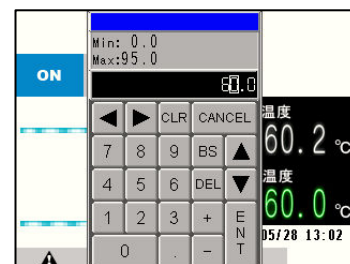 Min: 0.0
Max:95.0
60.0
ON
CLR CANCEL
7 8 9 BS
4 5 6 DEL
1 2 3 + ENT
0 . -
温度
60.2 ℃
温度
60.0 ℃
05/28 13:02